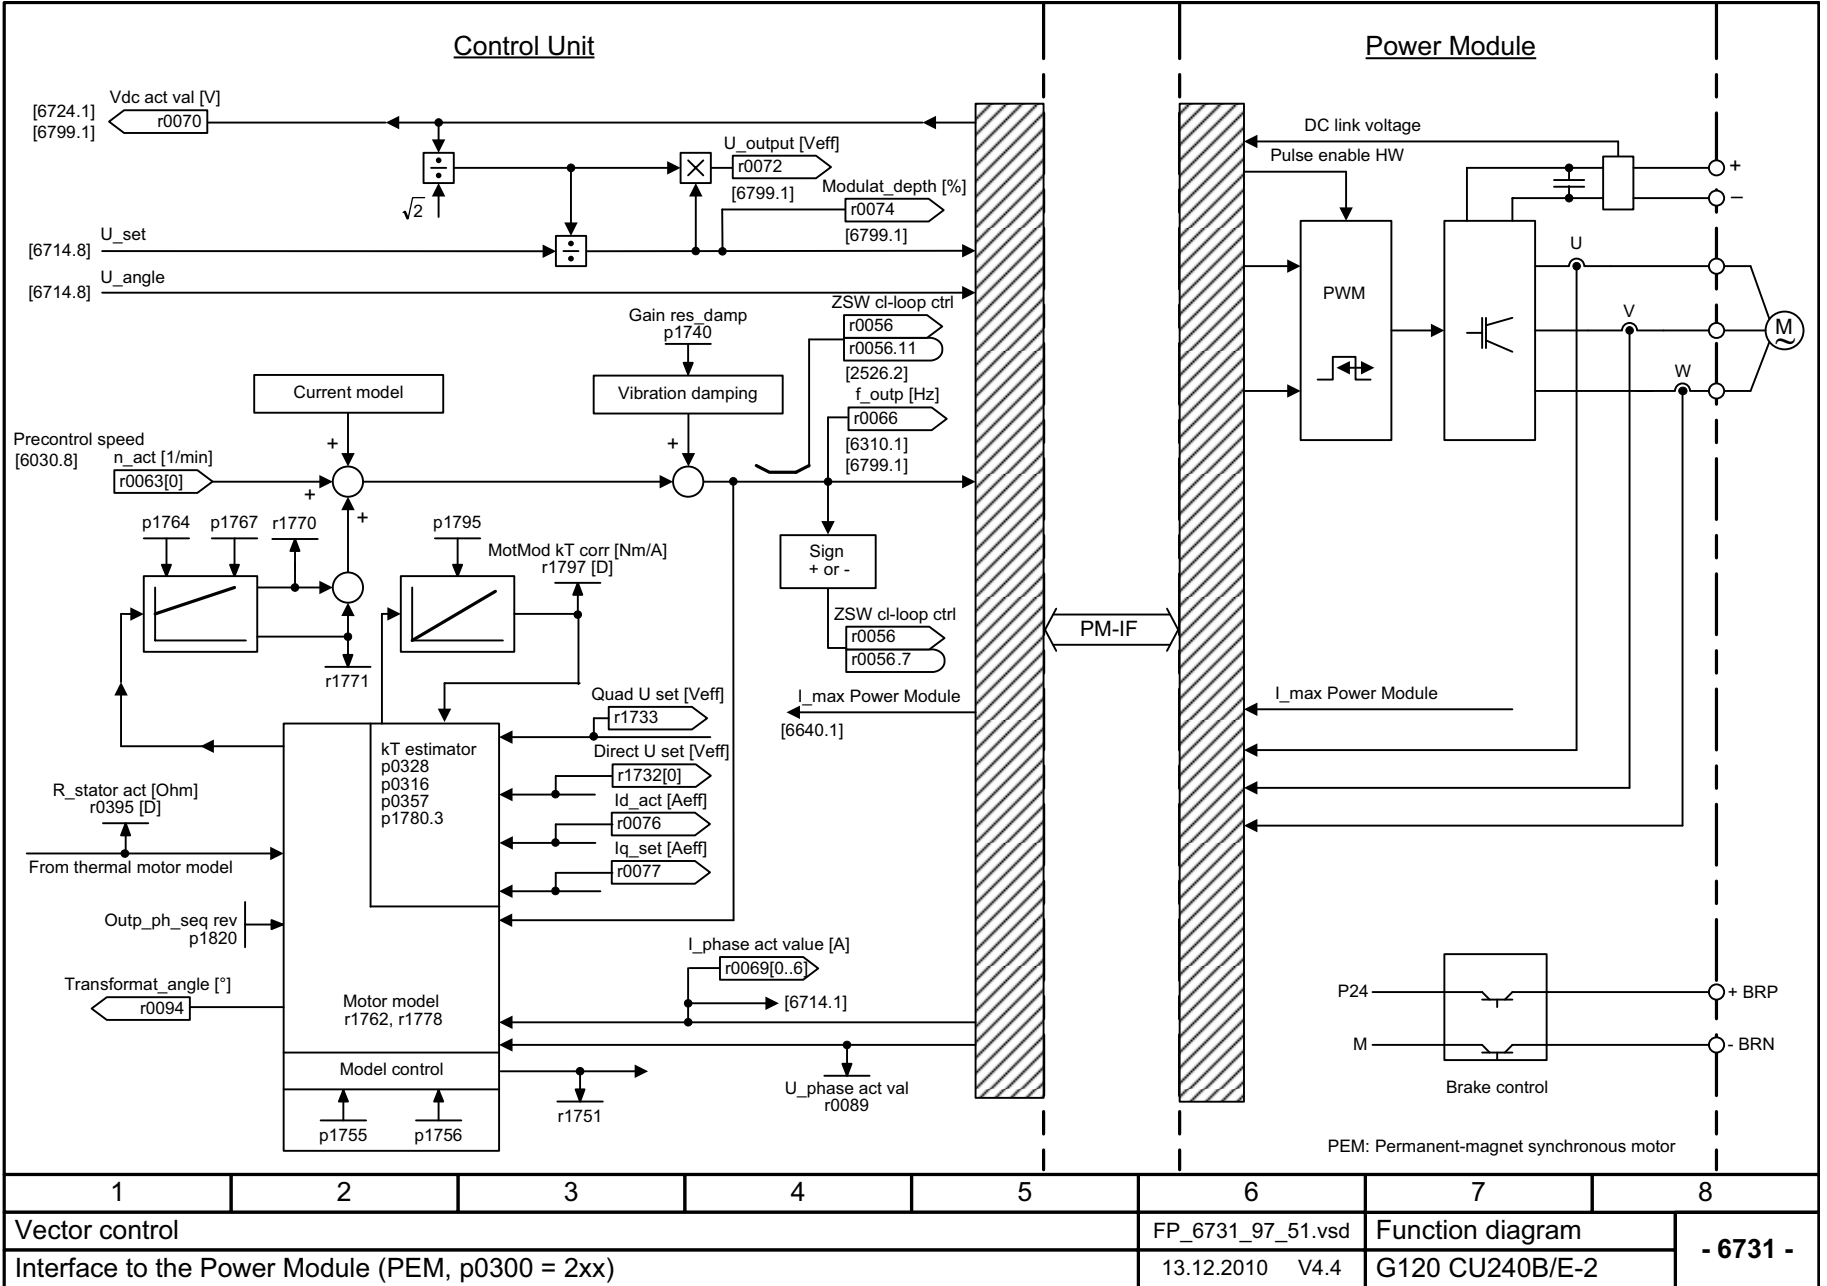 Control Unit
Power Module
Vdc act val [V]
[6724.1]
[6799.1]
r0070
DC link voltage
Pulse enable HW
U_output [Veff]
r0072
[6799.1]
Modulat_depth [%]
r0074
[6799.1]
√2
+
–
U_set
[6714.8]
U_angle
[6714.8]
U
V
W
M
~
PWM
ZSW cl-loop ctrl
r0056
r0056.11
[2526.2]
Gain res_damp
p1740
Vibration damping
Current model
f_outp [Hz]
r0066
[6310.1]
[6799.1]
Precontrol speed
[6030.8]
n_act [1/min]
r0063[0]
+
+
+
+
p1764
p1767
r1770
p1795
MotMod kT corr [Nm/A]
r1797 [D]
r1771
Sign
+ or -
ZSW cl-loop ctrl
r0056
r0056.7
PM-IF
I_max Power Module
[6640.1]
I_max Power Module
Quad U set [Veff]
r1733
Direct U set [Veff]
r1732[0]
Id_act [Aeff]
r0076
Iq_set [Aeff]
r0077
kT estimator
p0328
p0316
p0357
p1780.3
R_stator act [Ohm]
r0395 [D]
From thermal motor model
Outp_ph_seq rev
p1820
Transformat_angle [°]
r0094
Motor model
r1762, r1778
Model control
p1755
p1756
r1751
I_phase act value [A]
r0069[0..6]
[6714.1]
U_phase act val
r0089
P24
M
+ BRP
- BRN
Brake control
PEM: Permanent-magnet synchronous motor
1 2 3 4 5 6 7 8
Vector control
FP_6731_97_51.vsd
Function diagram
- 6731 -
Interface to the Power Module (PEM, p0300 = 2xx)
13.12.2010 V4.4
G120 CU240B/E-2